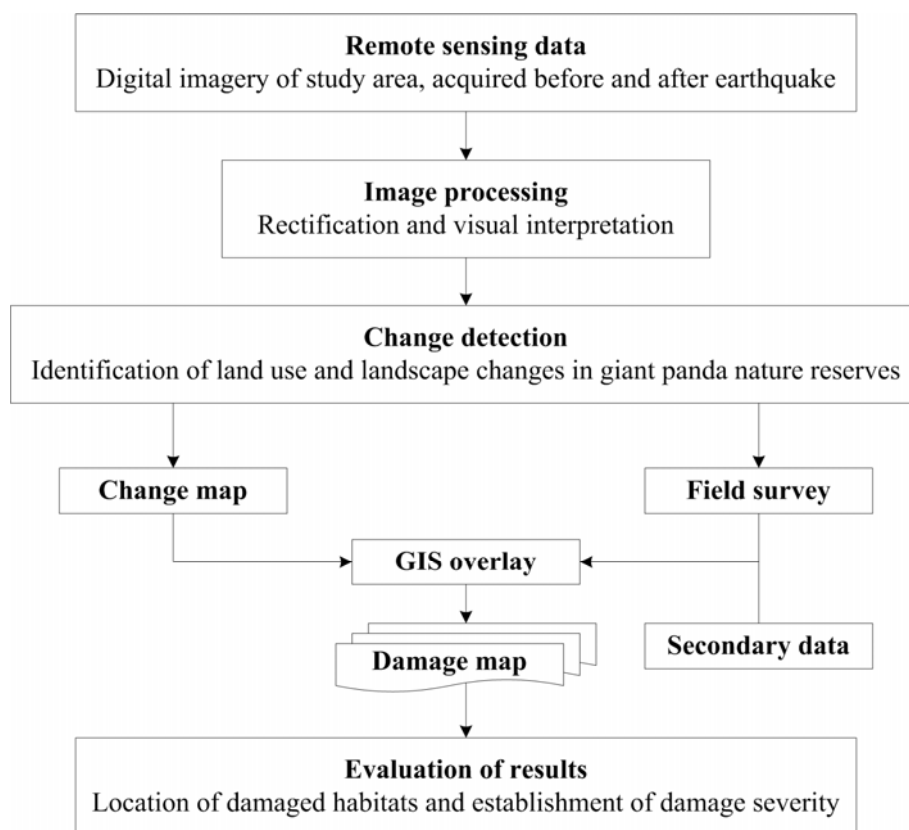 Remote sensing data
Digital imagery of study area, acquired before and after earthquake
Image processing
Rectification and visual interpretation
Change detection
Identification of land use and landscape changes in giant panda nature reserves
Change map
Field survey
GIS overlay
Damage map
Secondary data
Evaluation of results
Location of damaged habitats and establishment of damage severity